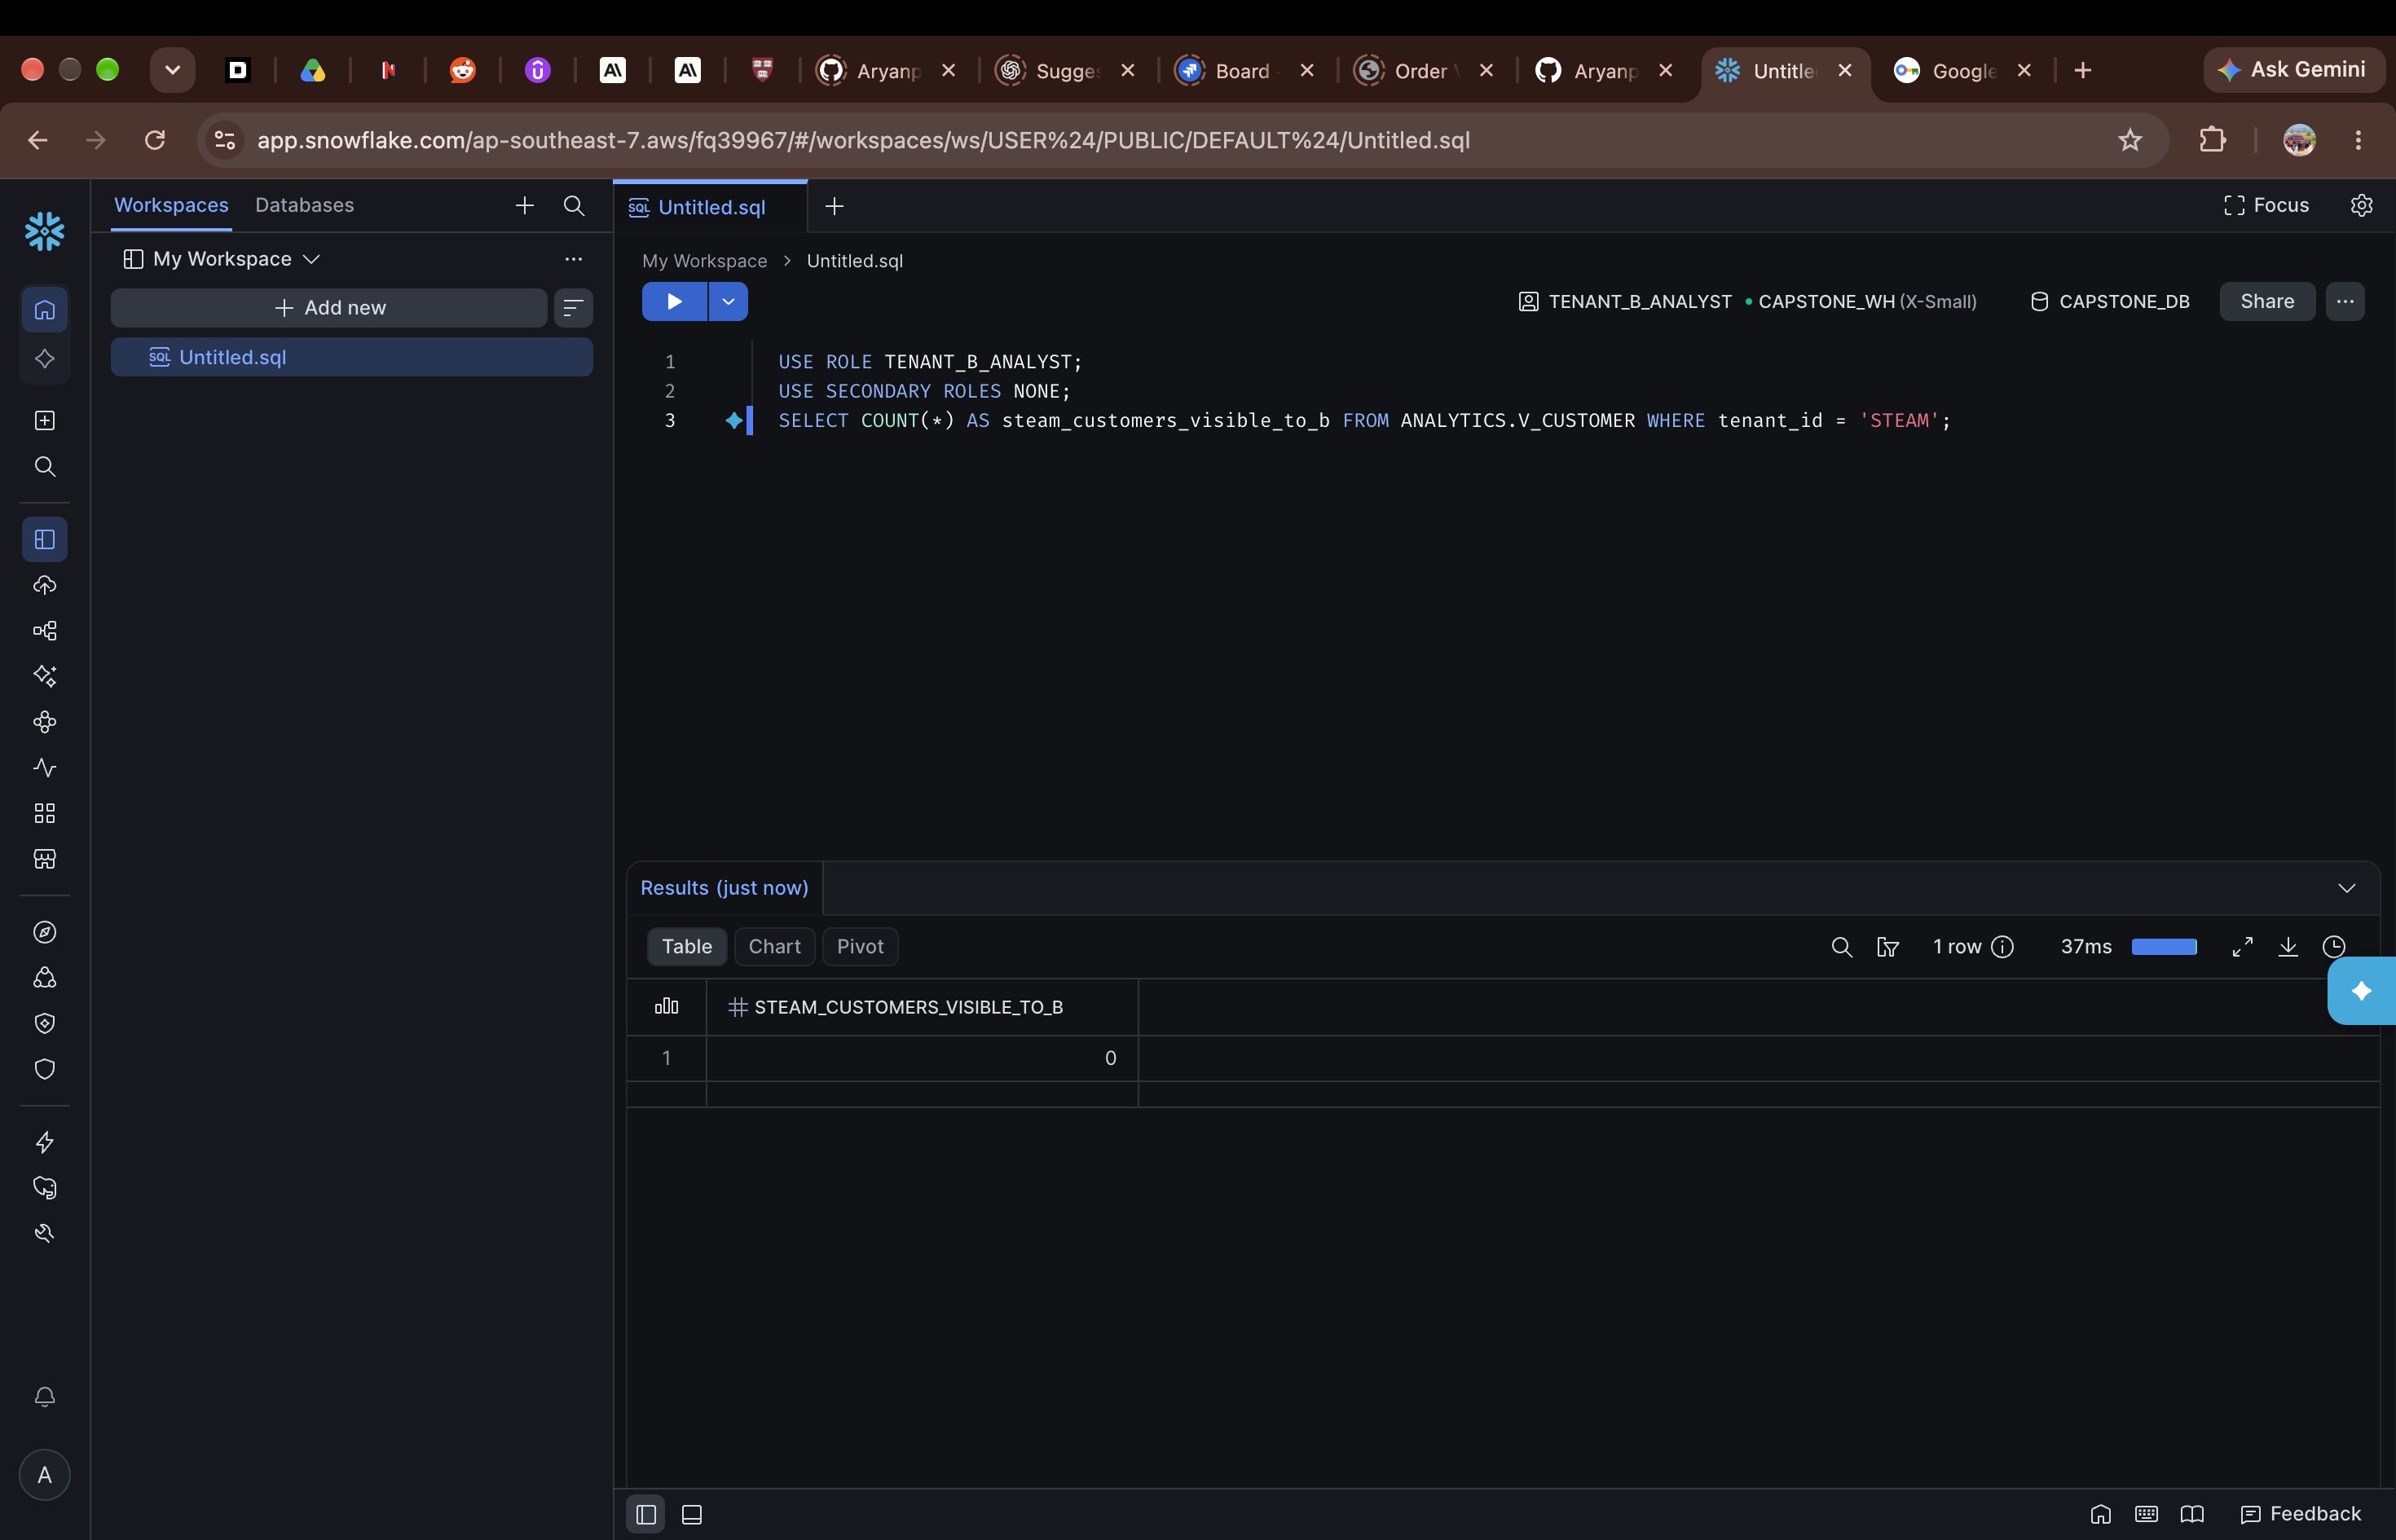 Aryanp
Sugges
Board
Order
Aryanp
Untitle
Google
Ask Gemini
app.snowflake.com/ap-southeast-7.aws/fq39967/#/workspaces/ws/USER%24/PUBLIC/DEFAULT%24/Untitled.sql
Workspaces Databases
SQL Untitled.sql
Focus
My Workspace
My Workspace > Untitled.sql
Add new
TENANT_B_ANALYST • CAPSTONE_WH (X-Small) CAPSTONE_DB Share
SQL Untitled.sql
1 USE ROLE TENANT_B_ANALYST;
2 USE SECONDARY ROLES NONE;
3 SELECT COUNT(*) AS steam_customers_visible_to_b FROM ANALYTICS.V_CUSTOMER WHERE tenant_id = 'STEAM';
Results (just now)
Table Chart Pivot
1 row 37ms
# STEAM_CUSTOMERS_VISIBLE_TO_B
1 0
A
Feedback